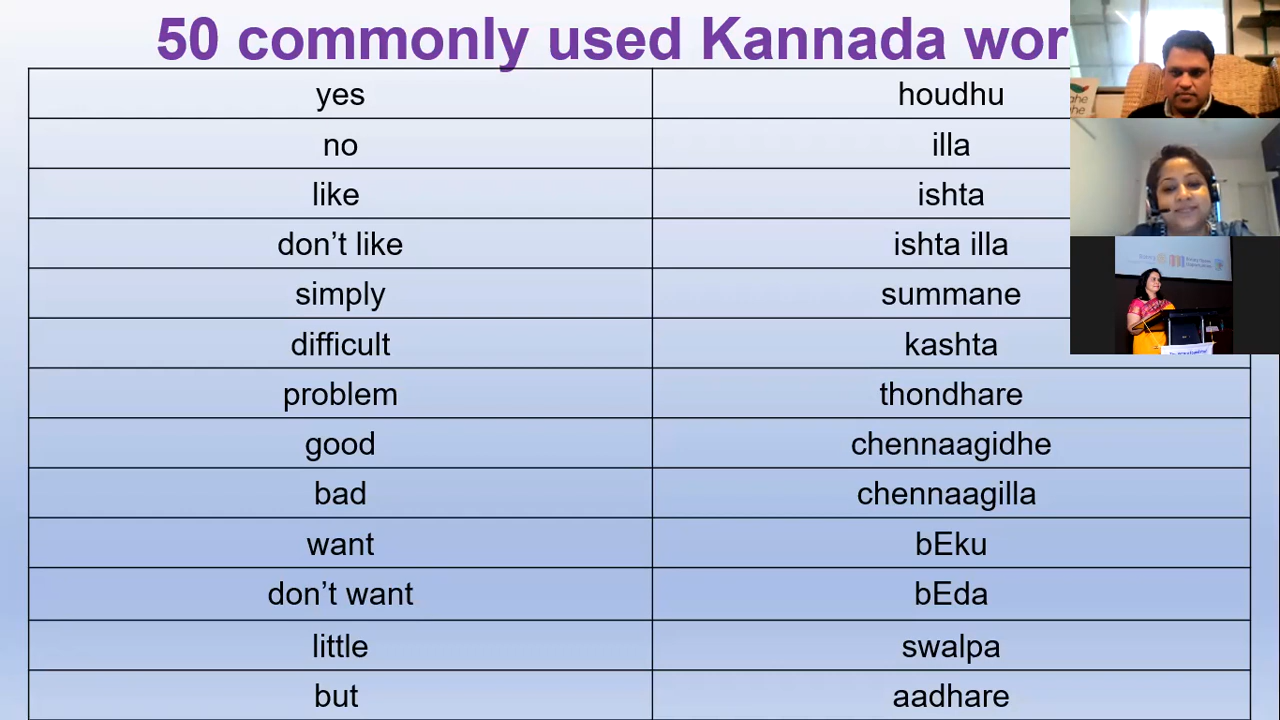 50 commonly used Kannada wor
yes houdhu
no illa
like ishta
don’t like ishta illa
simply summane
difficult kashta
problem thondhare
good chennaagidhe
bad chennaagilla
want bEku
don’t want bEda
little swalpa
but aadhare